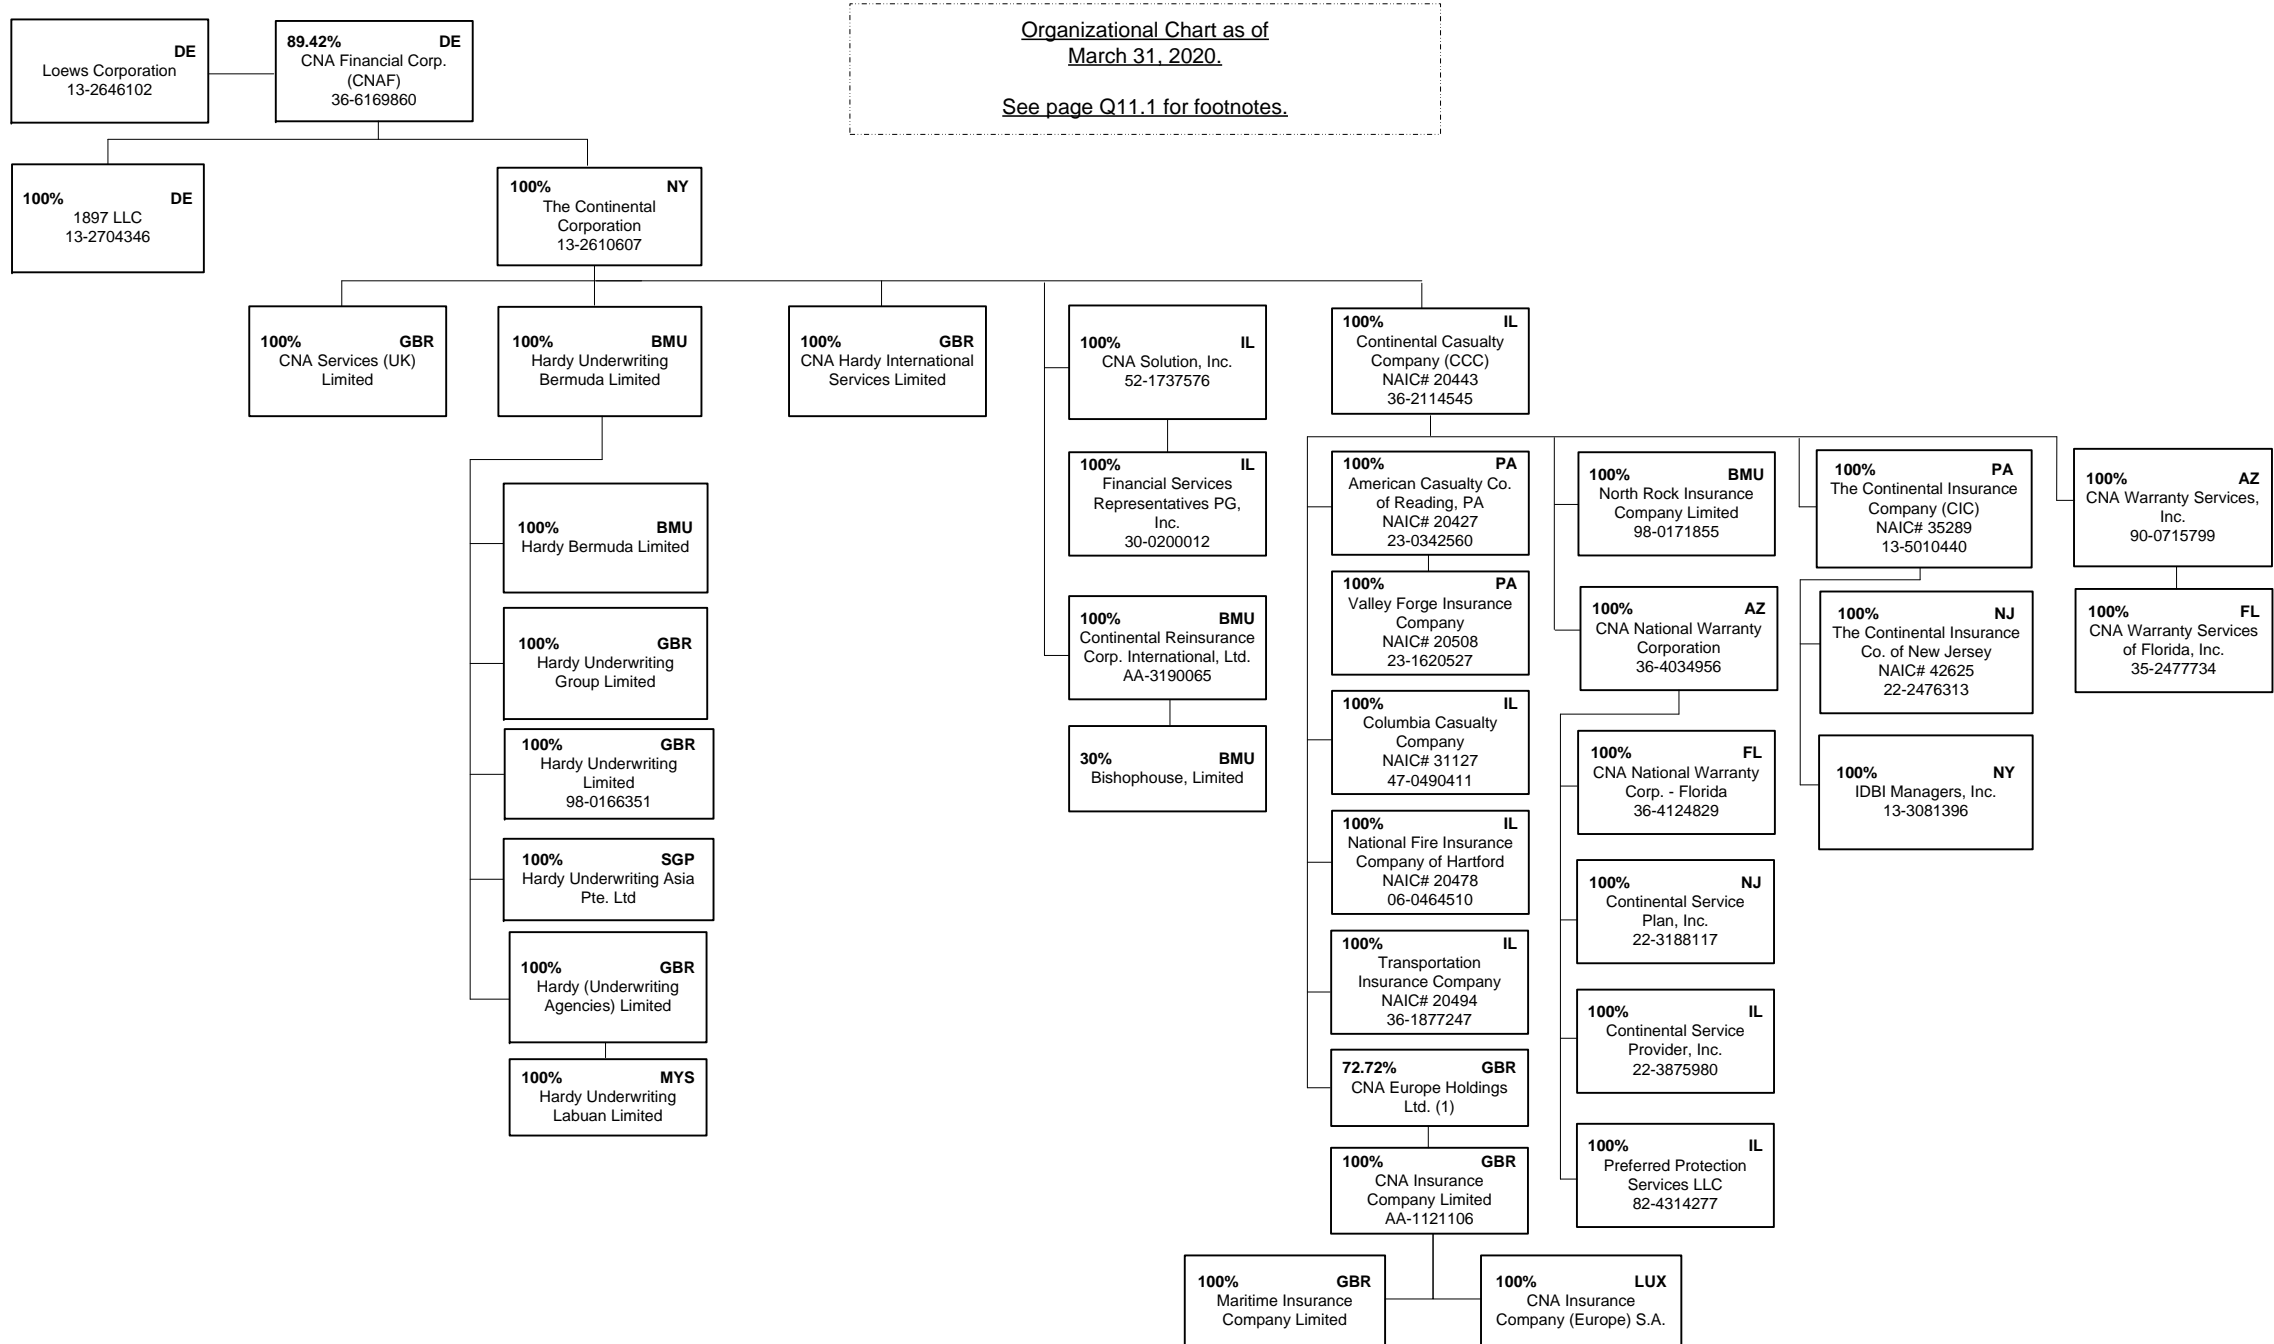 Organizational Chart as of
March 31, 2020.
See page Q11.1 for footnotes.
DE
Loews Corporation
13-2646102
89.42% DE
CNA Financial Corp.
(CNAF)
36-6169860
100% DE
1897 LLC
13-2704346
100% NY
The Continental
Corporation
13-2610607
100% GBR
CNA Services (UK)
Limited
100% BMU
Hardy Underwriting
Bermuda Limited
100% GBR
CNA Hardy International
Services Limited
100% IL
CNA Solution, Inc.
52-1737576
100% IL
Continental Casualty
Company (CCC)
NAIC# 20443
36-2114545
100% BMU
Hardy Bermuda Limited
100% GBR
Hardy Underwriting
Group Limited
100% GBR
Hardy Underwriting
Limited
98-0166351
100% SGP
Hardy Underwriting Asia
Pte. Ltd
100% GBR
Hardy (Underwriting
Agencies) Limited
100% MYS
Hardy Underwriting
Labuan Limited
100% IL
Financial Services
Representatives PG,
Inc.
30-0200012
100% BMU
Continental Reinsurance
Corp. International, Ltd.
AA-3190065
30% BMU
Bishophouse, Limited
100% PA
American Casualty Co.
of Reading, PA
NAIC# 20427
23-0342560
100% PA
Valley Forge Insurance
Company
NAIC# 20508
23-1620527
100% IL
Columbia Casualty
Company
NAIC# 31127
47-0490411
100% IL
National Fire Insurance
Company of Hartford
NAIC# 20478
06-0464510
100% IL
Transportation
Insurance Company
NAIC# 20494
36-1877247
72.72% GBR
CNA Europe Holdings
Ltd. (1)
100% GBR
CNA Insurance
Company Limited
AA-1121106
100% GBR
Maritime Insurance
Company Limited
100% LUX
CNA Insurance
Company (Europe) S.A.
100% BMU
North Rock Insurance
Company Limited
98-0171855
100% AZ
CNA National Warranty
Corporation
36-4034956
100% FL
CNA National Warranty
Corp. - Florida
36-4124829
100% NJ
Continental Service
Plan, Inc.
22-3188117
100% IL
Continental Service
Provider, Inc.
22-3875980
100% IL
Preferred Protection
Services LLC
82-4314277
100% PA
The Continental Insurance
Company (CIC)
NAIC# 35289
13-5010440
100% NJ
The Continental Insurance
Co. of New Jersey
NAIC# 42625
22-2476313
100% NY
IDBI Managers, Inc.
13-3081396
100% AZ
CNA Warranty Services,
Inc.
90-0715799
100% FL
CNA Warranty Services
of Florida, Inc.
35-2477734